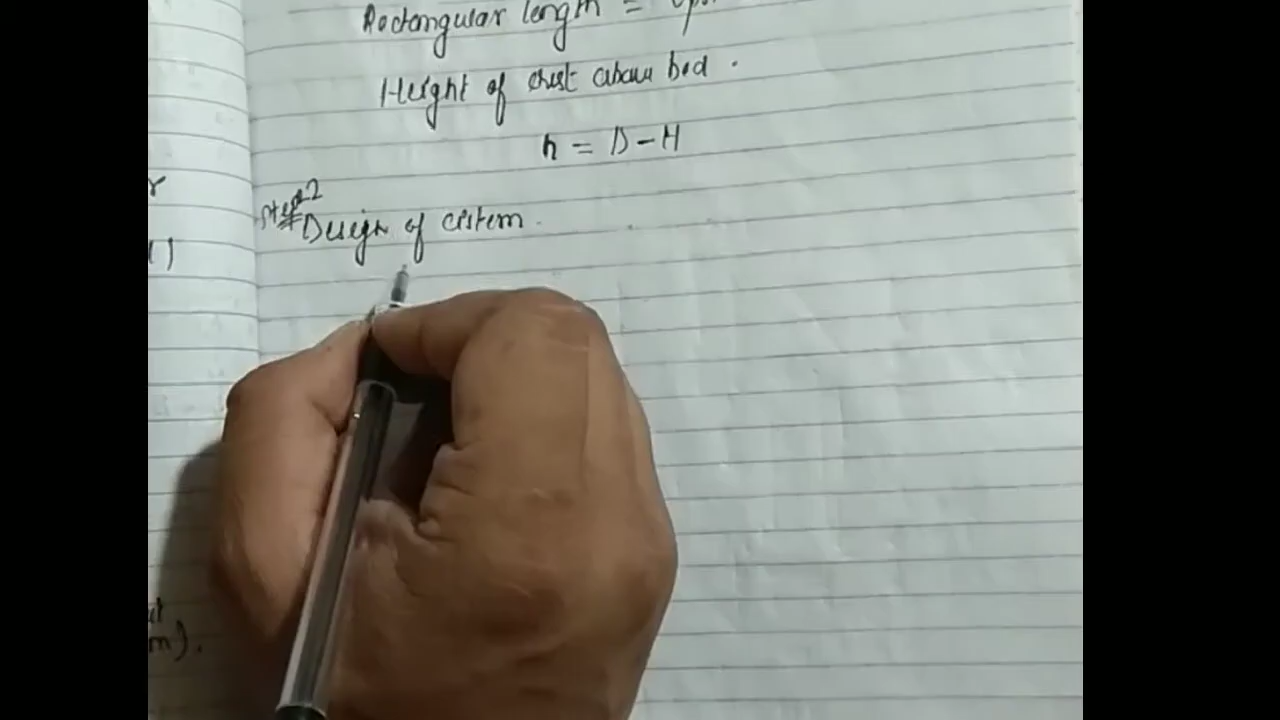 Rectangular length =
Height of crest above bed .
h = D - H
Step 2
Design of cistern .
m).